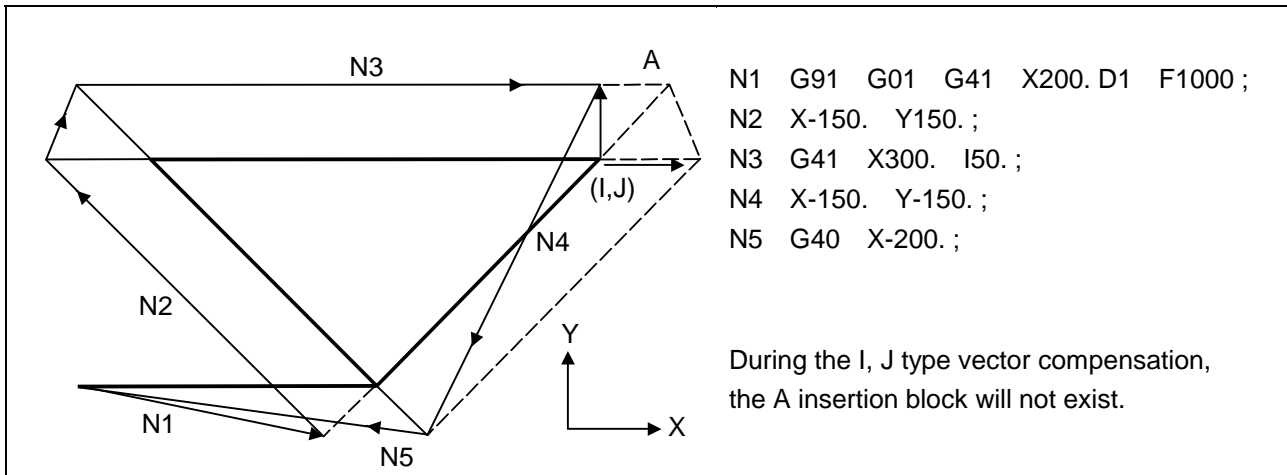 N3
A
(I,J)
N4
N2
N1
N5
Y
X
N1 G91 G01 G41 X200. D1 F1000 ;
N2 X-150. Y150. ;
N3 G41 X300. I50. ;
N4 X-150. Y-150. ;
N5 G40 X-200. ;
During the I, J type vector compensation,
the A insertion block will not exist.